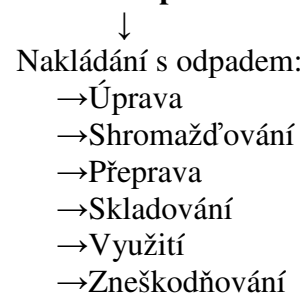 ↓
Nakládání s odpadem:
→Úprava
→Shromažďování
→Přeprava
→Skladování
→Využití
→Zneškodňování